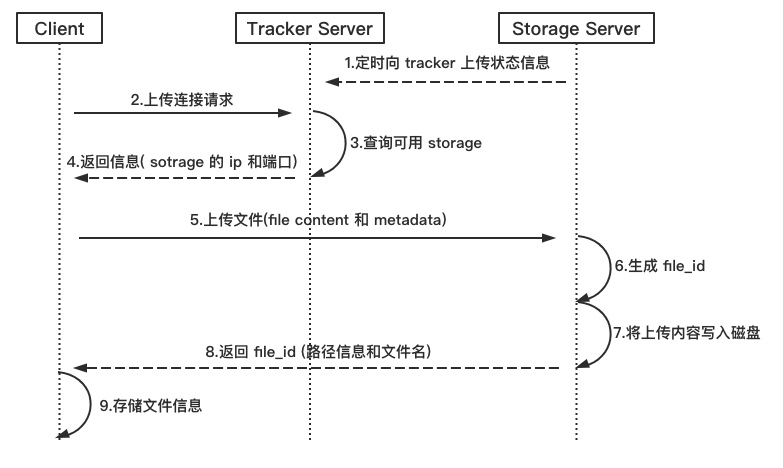 Client
Tracker Server
Storage Server
1.定时向 tracker 上传状态信息
2.上传连接请求
3.查询可用 storage
4.返回信息( sotrage 的 ip 和端口)
5.上传文件(file content 和 metadata)
6.生成 file_id
7.将上传内容写入磁盘
8.返回 file_id (路径信息和文件名)
9.存储文件信息